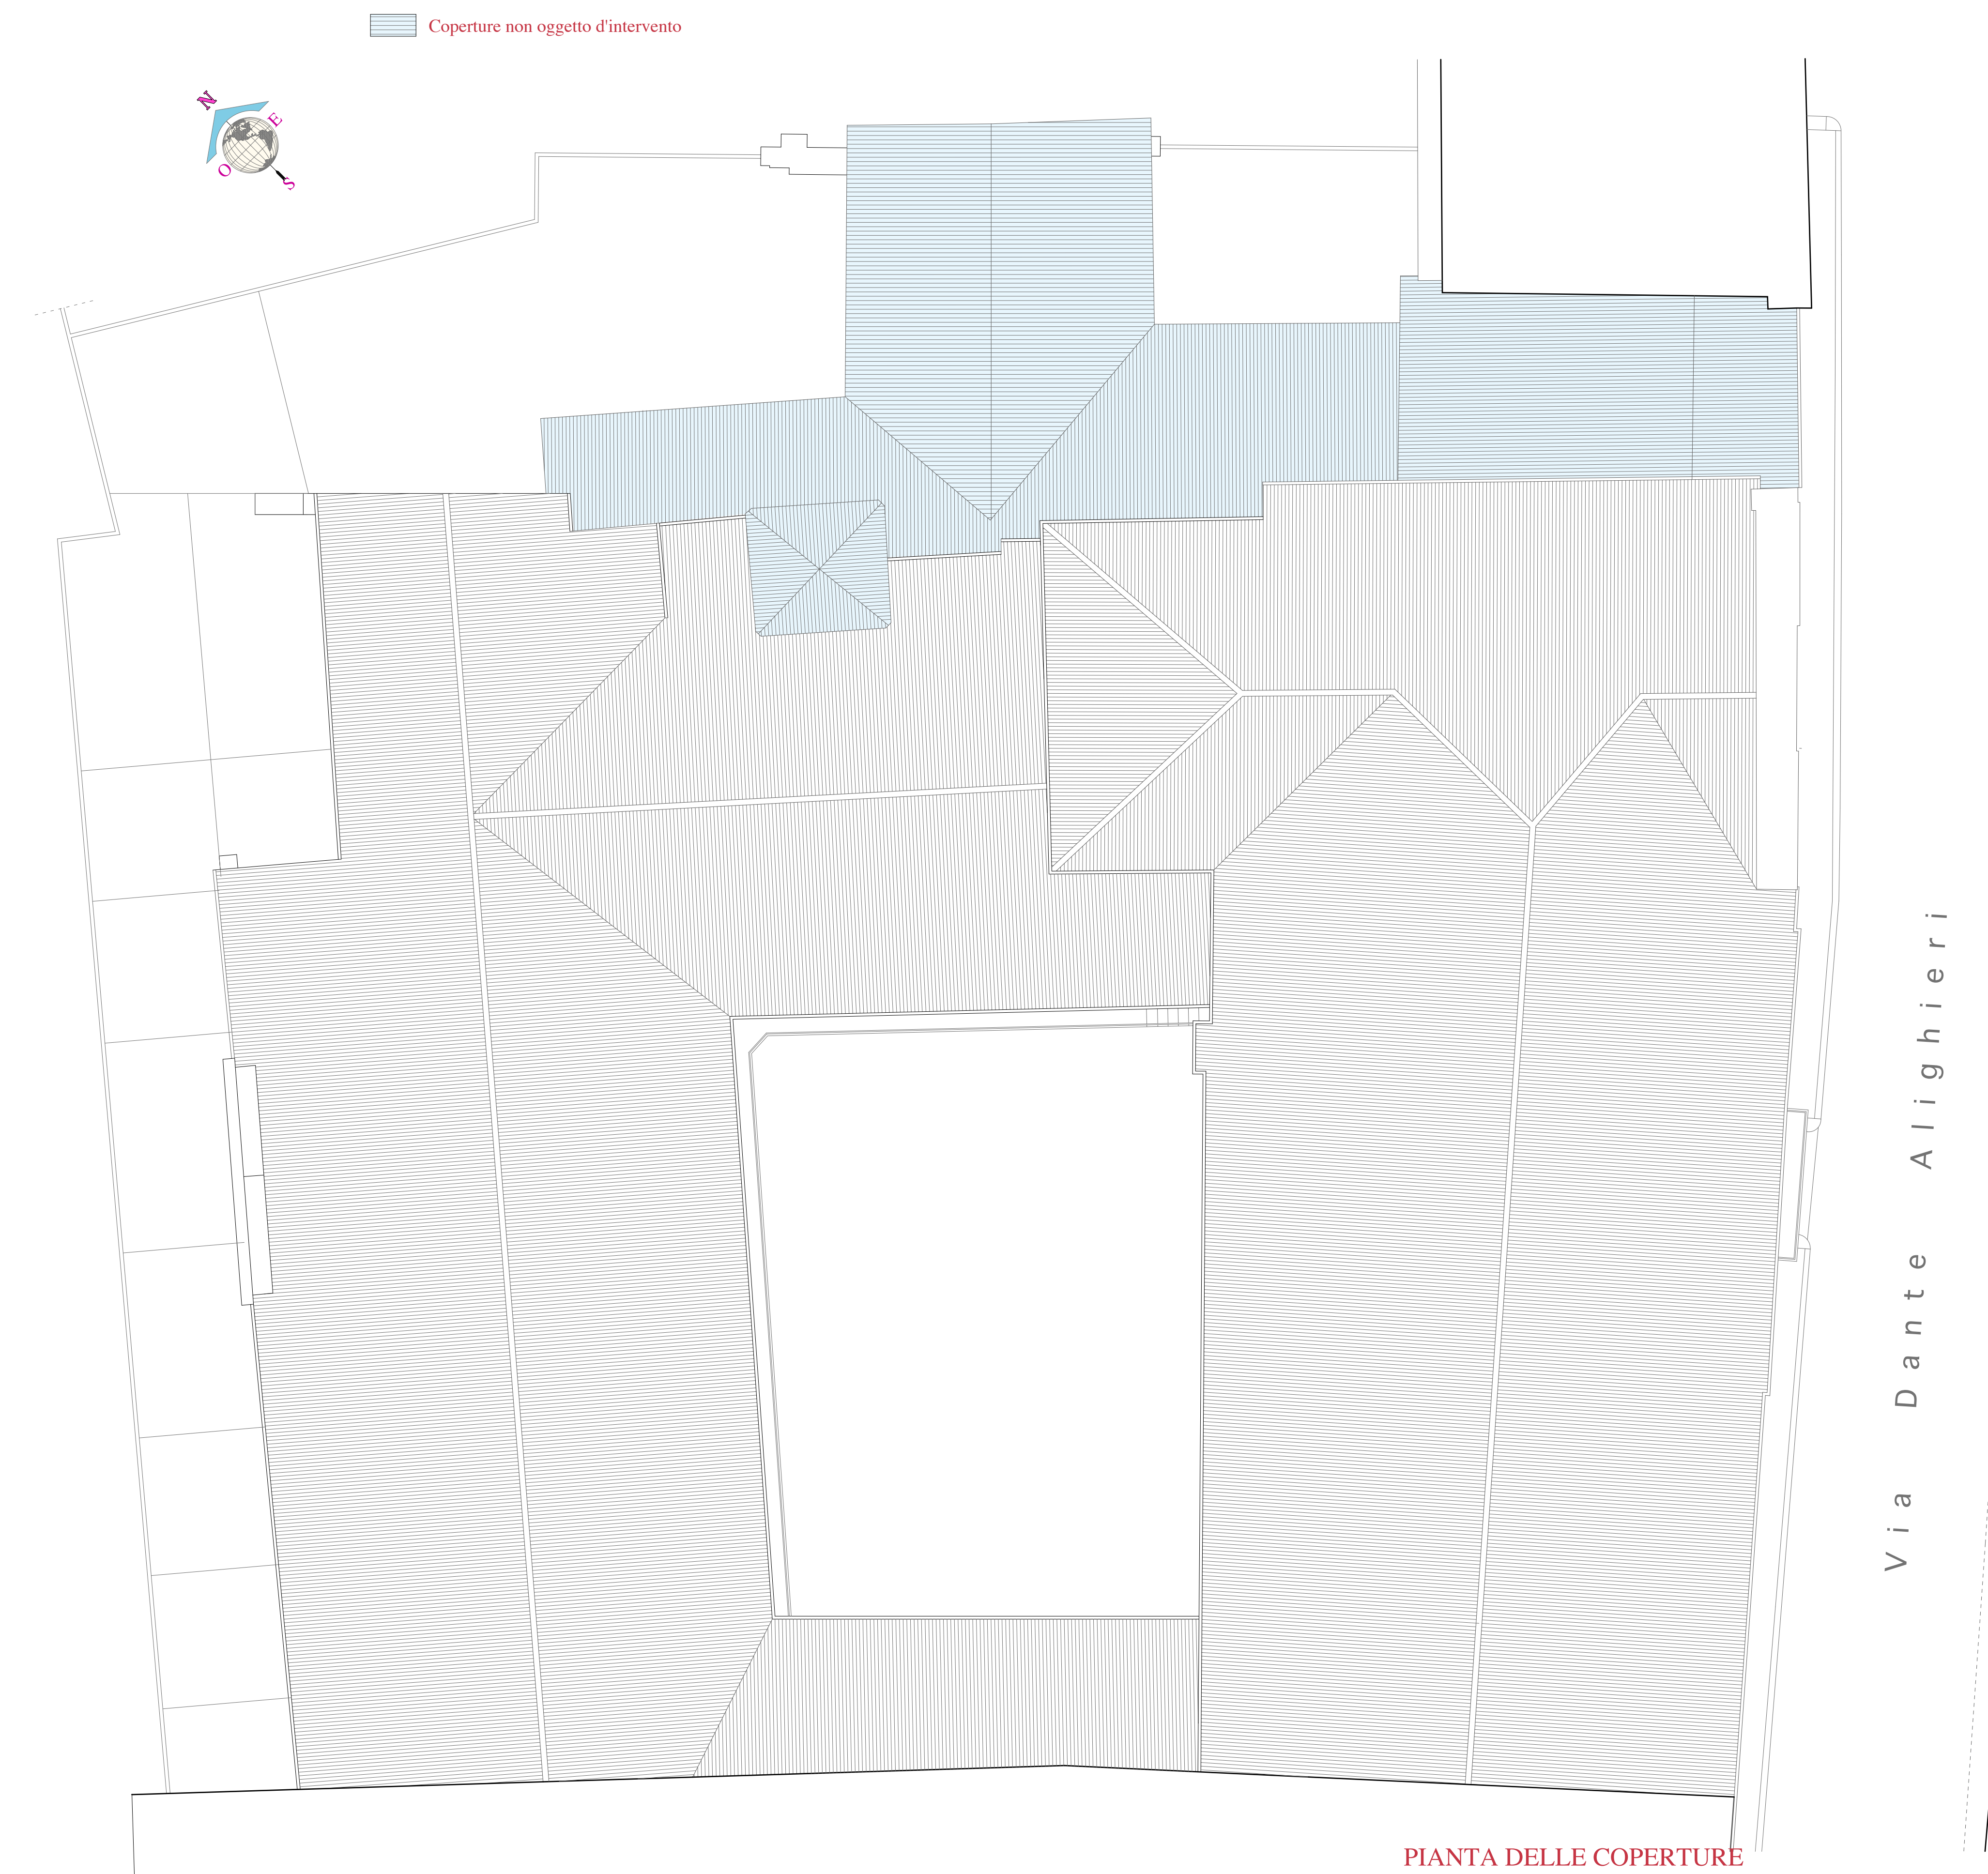 Coperture non oggetto d'intervento
N
E
O
S
Via Dante Alighieri
PIANTA DELLE COPERTURE